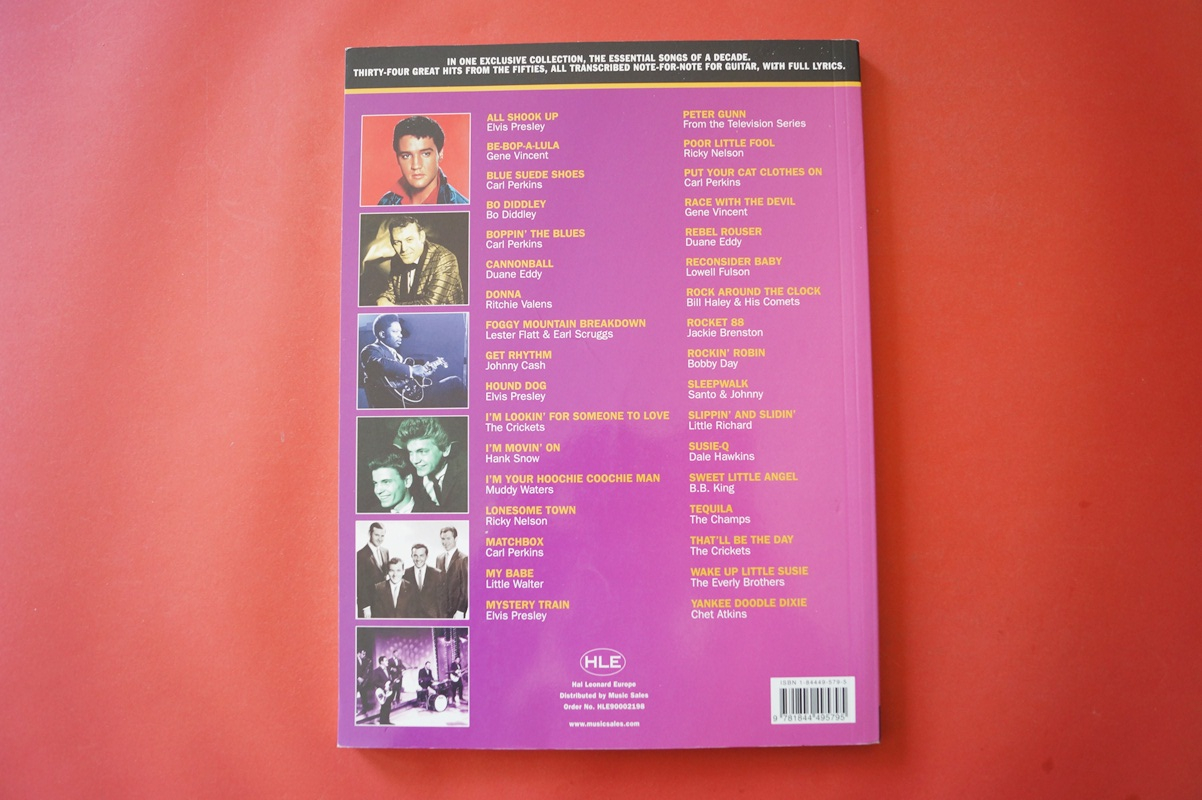 IN ONE EXCLUSIVE COLLECTION, THE ESSENTIAL SONGS OF A DECADE.
THIRTY-FOUR GREAT HITS FROM THE FIFTIES, ALL TRANSCRIBED NOTE-FOR-NOTE FOR GUITAR, WITH FULL LYRICS.
ALL SHOOK UP
Elvis Presley
BE-BOP-A-LULA
Gene Vincent
BLUE SUEDE SHOES
Carl Perkins
BO DIDDLEY
Bo Diddley
BOPPIN' THE BLUES
Carl Perkins
CANNONBALL
Duane Eddy
DONNA
Ritchie Valens
FOGGY MOUNTAIN BREAKDOWN
Lester Flatt & Earl Scruggs
GET RHYTHM
Johnny Cash
HOUND DOG
Elvis Presley
I'M LOOKIN' FOR SOMEONE TO LOVE
The Crickets
I'M MOVIN' ON
Hank Snow
I'M YOUR HOOCHIE COOCHIE MAN
Muddy Waters
LONESOME TOWN
Ricky Nelson
MATCHBOX
Carl Perkins
MY BABE
Little Walter
MYSTERY TRAIN
Elvis Presley
PETER GUNN
From the Television Series
POOR LITTLE FOOL
Ricky Nelson
PUT YOUR CAT CLOTHES ON
Carl Perkins
RACE WITH THE DEVIL
Gene Vincent
REBEL ROUSER
Duane Eddy
RECONSIDER BABY
Lowell Fulson
ROCK AROUND THE CLOCK
Bill Haley & His Comets
ROCKET 88
Jackie Brenston
ROCKIN' ROBIN
Bobby Day
SLEEPWALK
Santo & Johnny
SLIPPIN' AND SLIDIN'
Little Richard
SUSIE-Q
Dale Hawkins
SWEET LITTLE ANGEL
B.B. King
TEQUILA
The Champs
THAT'LL BE THE DAY
The Crickets
WAKE UP LITTLE SUSIE
The Everly Brothers
YANKEE DOODLE DIXIE
Chet Atkins
HLE
Hal Leonard Europe
Distributed by Music Sales
Order No. HLE90002198
www.musicsales.com
ISBN 1-84449-579-5
9 781844 495795